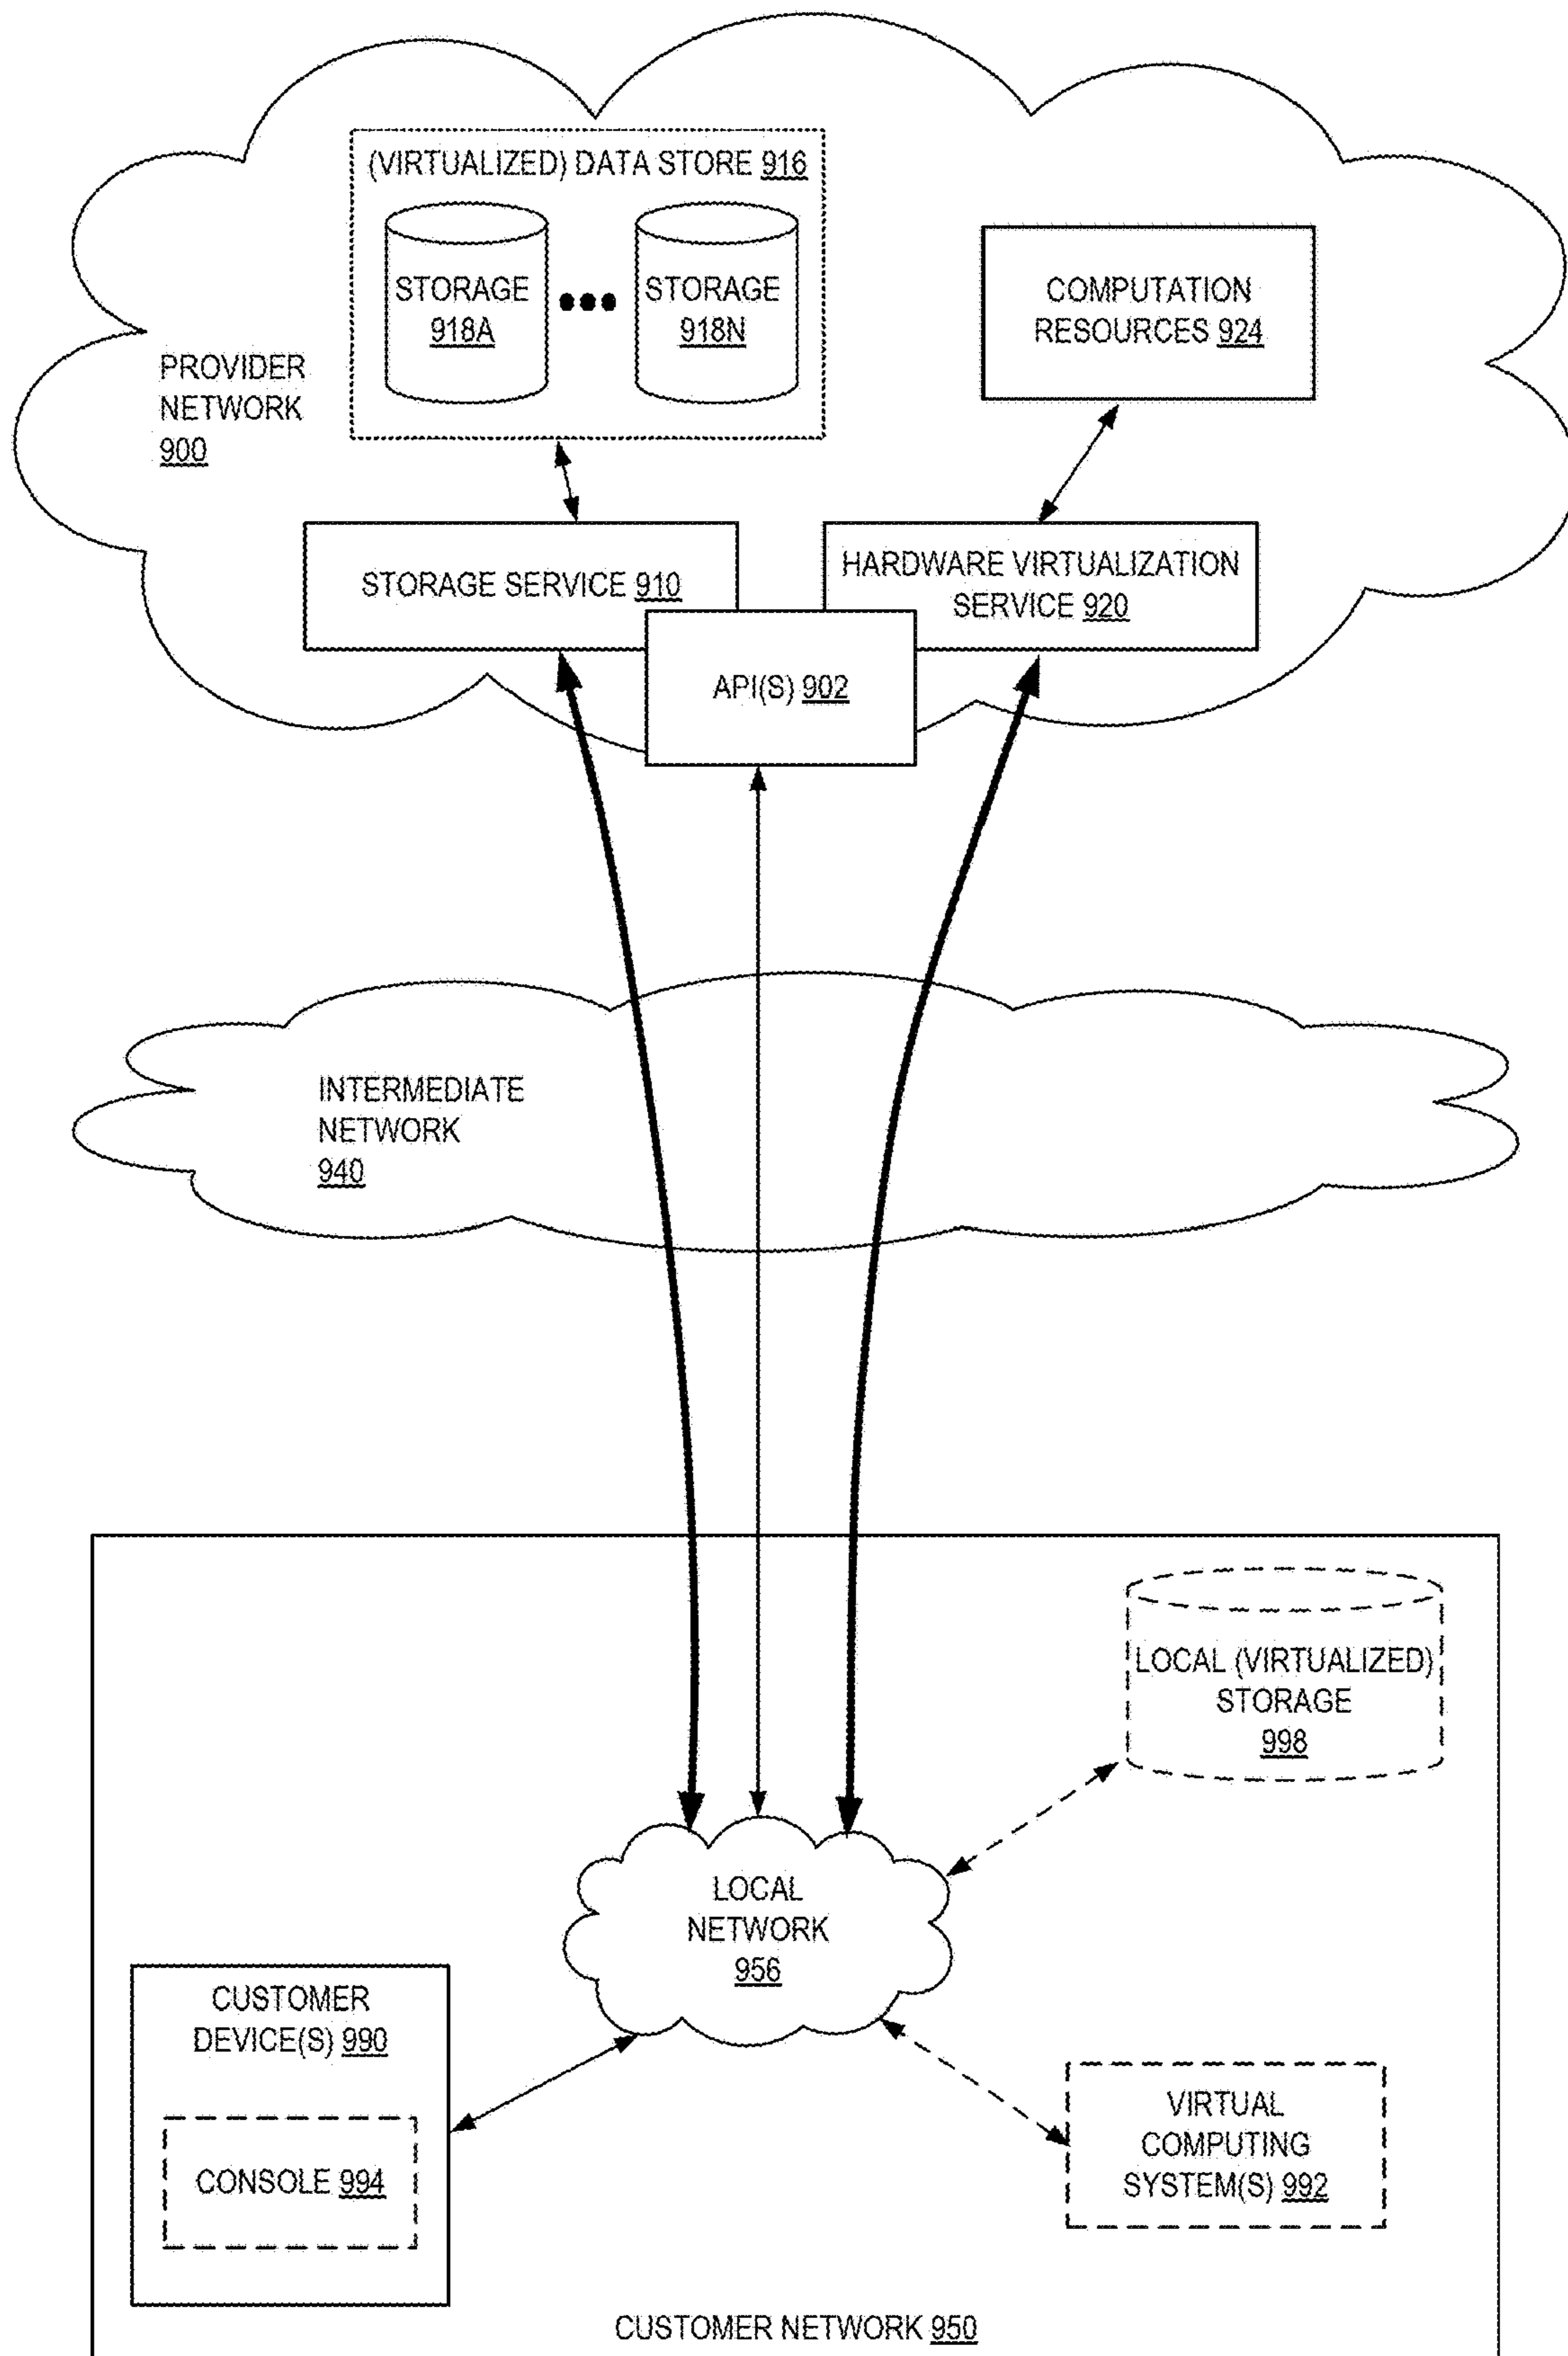 (VIRTUALIZED) DATA STORE 916
STORAGE
918A
STORAGE
918N
COMPUTATION
RESOURCES 924
PROVIDER
NETWORK
900
STORAGE SERVICE 910
HARDWARE VIRTUALIZATION
SERVICE 920
API(S) 902
INTERMEDIATE
NETWORK
940
LOCAL (VIRTUALIZED)
STORAGE
998
LOCAL
NETWORK
956
CUSTOMER
DEVICE(S) 990
CONSOLE 994
VIRTUAL
COMPUTING
SYSTEM(S) 992
CUSTOMER NETWORK 950